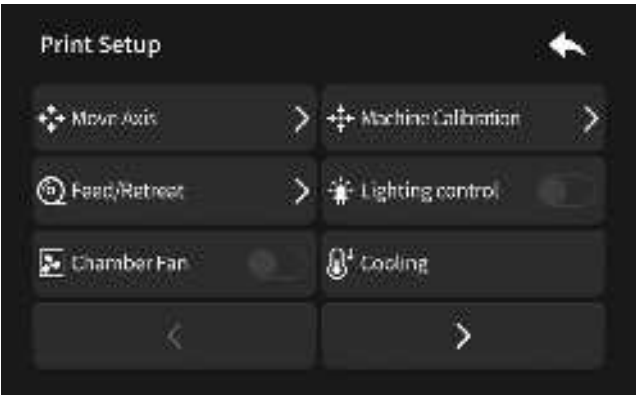 Print Setup
Move Axis
Machine Calibration
Feed/Retreat
Lighting control
Chamber Fan
Cooling